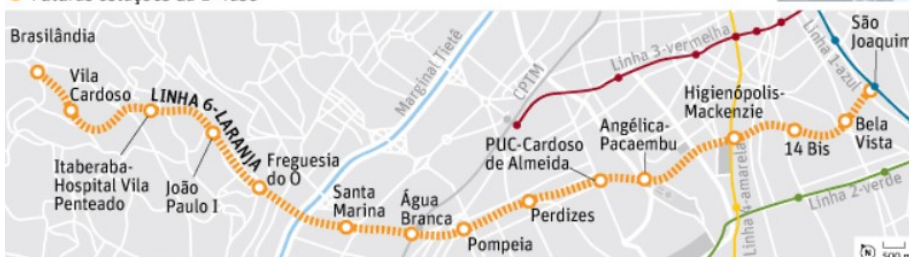 Brasilândia
Vila
Cardoso
LINHA 6-LARANJA
Itaberaba-
Hospital Vila
Penteado
João
Paulo I
Freguesia
do Ó
Marginal Tietê
Santa
Marina
Água
Branca
CPTM
Pompeia
Perdizes
PUC-Cardoso
de Almeida
Linha 3-vermelha
Angélica-
Pacaembu
Higienópolis-
Mackenzie
Linha 4-amarela
14 Bis
Bela
Vista
Linha 1-azul
São
Joaquim
Linha 2-verde
N
500 m